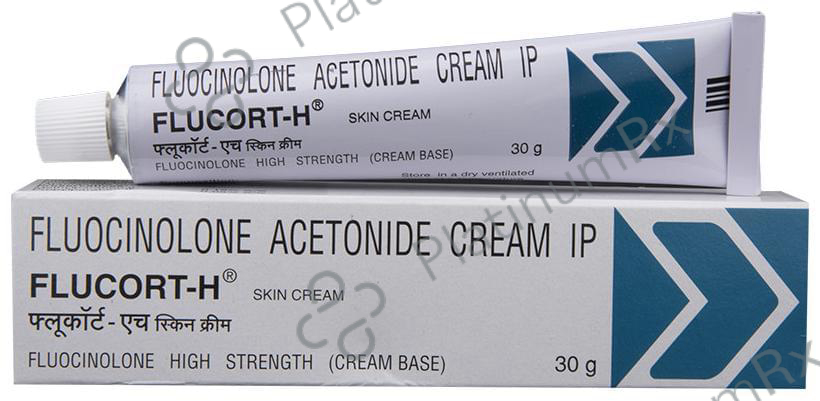 FLUOCINOLONE ACETONIDE CREAM IP
FLUCORT-H® SKIN CREAM
फ्लूकॉर्ट-एच स्किन क्रीम 30 g
FLUOCINOLONE HIGH STRENGTH (CREAM BASE)
Store in a dry ventilated
FLUOCINOLONE ACETONIDE CREAM IP
FLUCORT-H® SKIN CREAM
फ्लूकॉर्ट-एच स्किन क्रीम
FLUOCINOLONE HIGH STRENGTH (CREAM BASE) 30 g
PlatinumRx